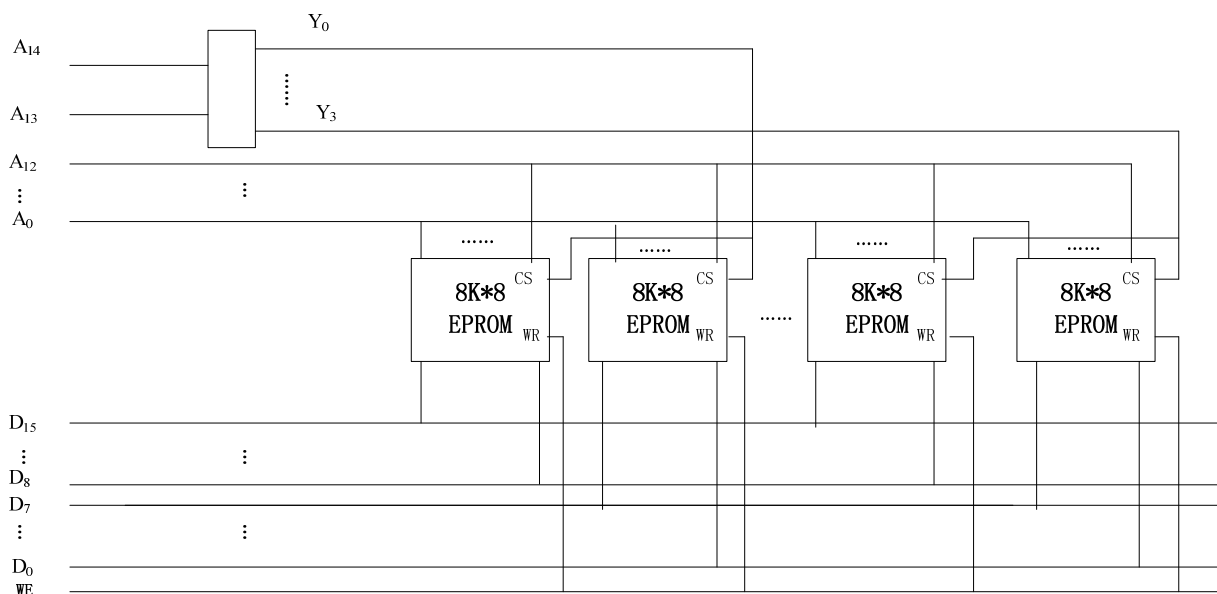 Y₀
A₁₄
A₁₃
Y₃
A₁₂
A₀
8K*8 CS
EPROM WR
8K*8 CS
EPROM WR
8K*8 CS
EPROM WR
8K*8 CS
EPROM WR
D₁₅
D₈
D₇
D₀
WE